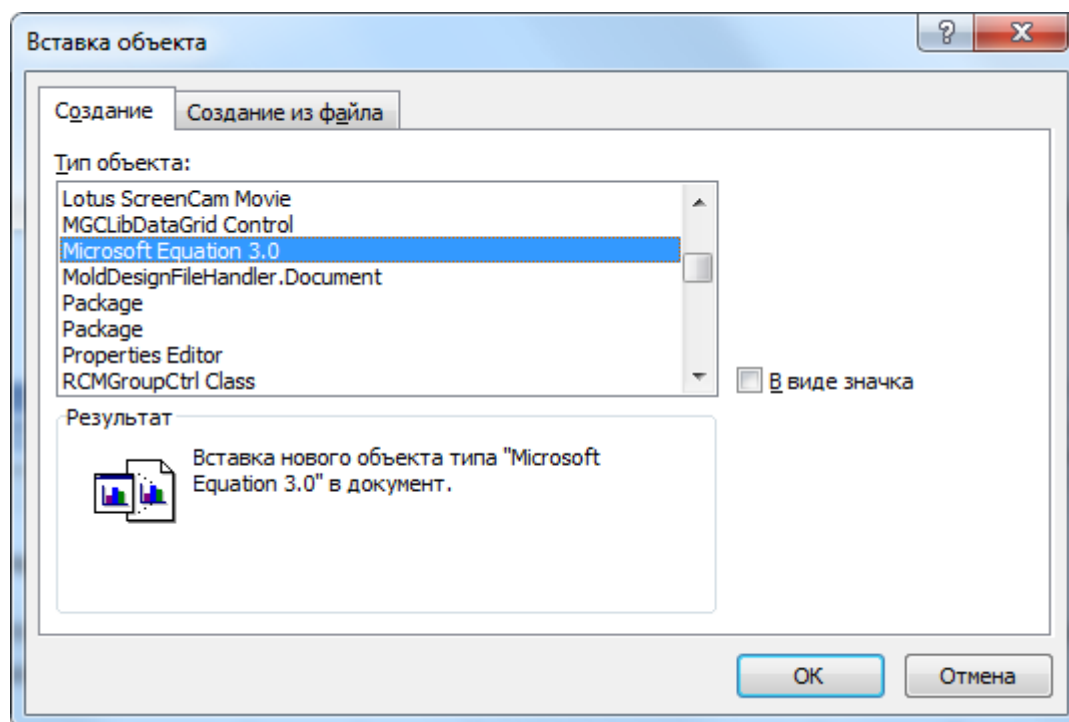 Вставка объекта
Создание
Создание из файла
Тип объекта:
Lotus ScreenCam Movie
MGCLibDataGrid Control
Microsoft Equation 3.0
MoldDesignFileHandler.Document
Package
Package
Properties Editor
RCMGroupCtrl Class
В виде значка
Результат
Вставка нового объекта типа "Microsoft
Equation 3.0" в документ.
ОК
Отмена